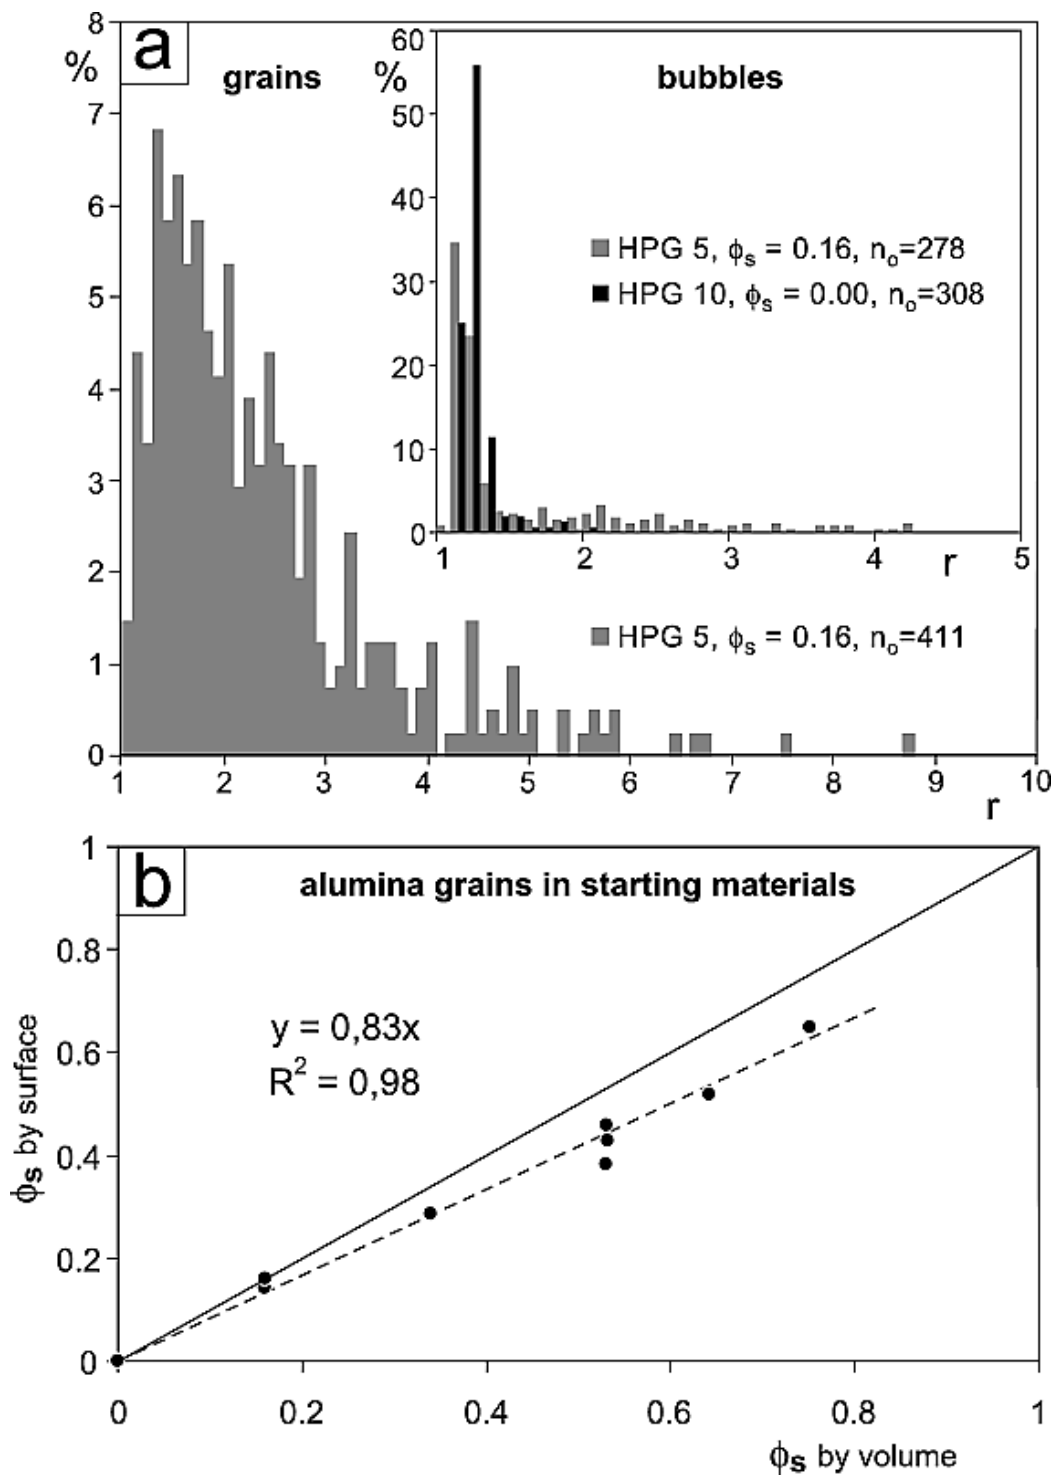 a
%
grains
8
7
6
5
4
3
2
1
0
1 2 3 4 5 6 7 8 9 10
r
%
bubbles
60
50
40
30
20
10
0
HPG 5, ϕs = 0.16, no=278
HPG 10, ϕs = 0.00, no=308
1 2 3 4 5
r
HPG 5, ϕs = 0.16, no=411
b
alumina grains in starting materials
y = 0,83x
R² = 0,98
ϕs by surface
1
0.8
0.6
0.4
0.2
0
0 0.2 0.4 0.6 0.8 1
ϕs by volume